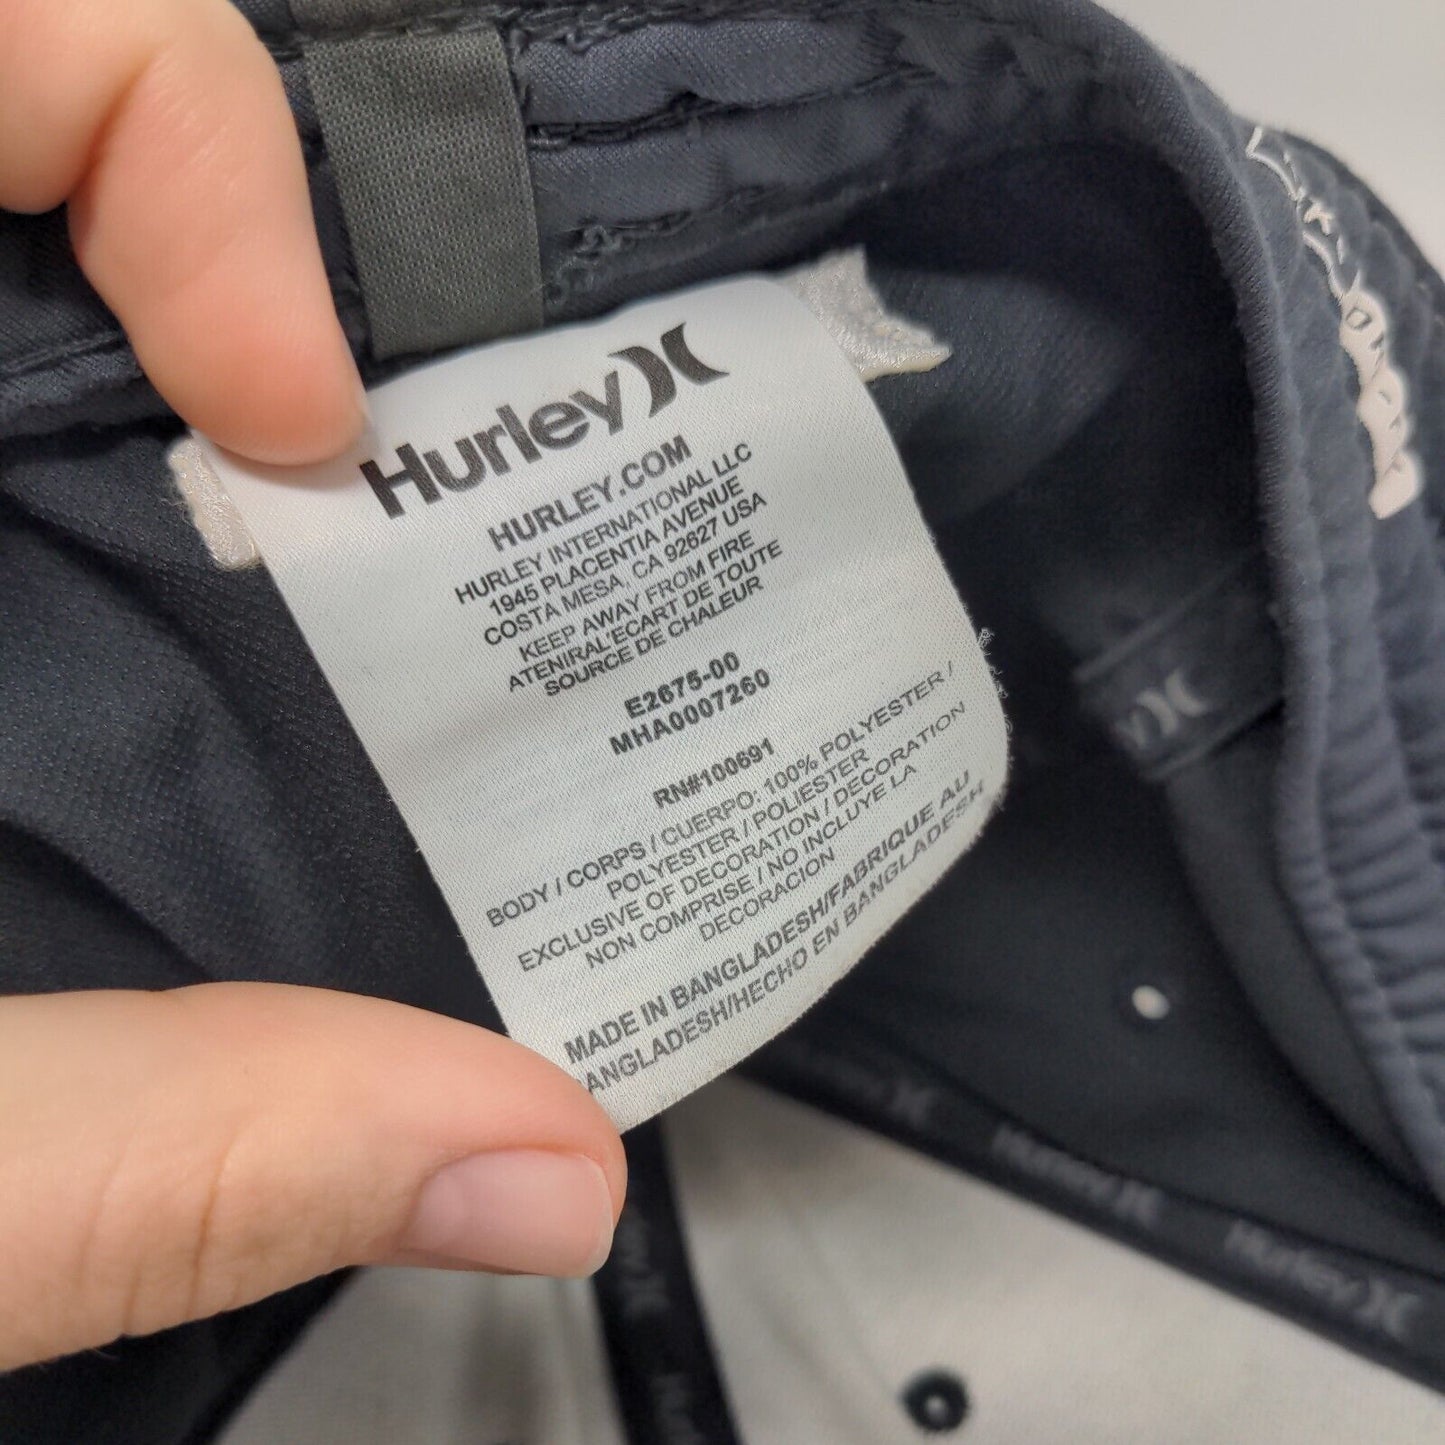 Hurley
HURLEY.COM
HURLEY INTERNATIONAL LLC
1945 PLACENTIA AVENUE
COSTA MESA, CA 92627 USA
KEEP AWAY FROM FIRE
ATENIRAL'ECART DE TOUTE
SOURCE DE CHALEUR
E2675-00
MHA0007260
RN#100691
BODY / CORPS / CUERPO: 100% POLYESTER /
POLYESTER / POLIESTER
EXCLUSIVE OF DECORATION / DECORATION
NON COMPRISE / NO INCLUYE LA
DECORACION
MADE IN BANGLADESH/FABRIQUE AU
BANGLADESH/HECHO EN BANGLADESH
Hurley
Hurley